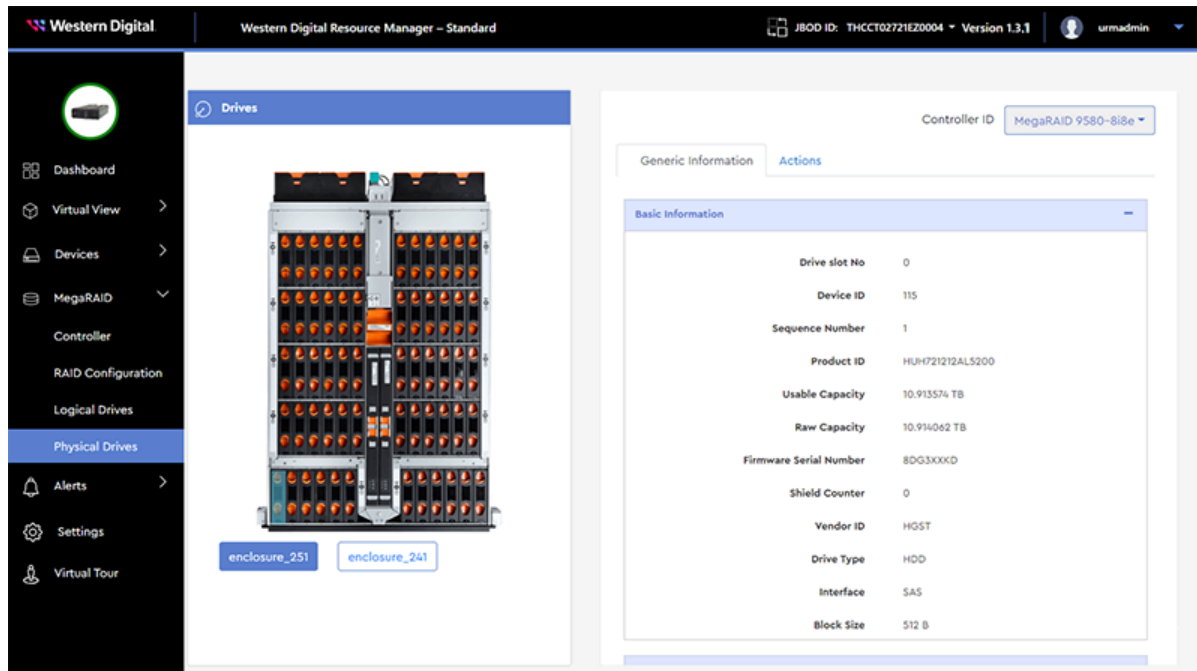 Western Digital.
Western Digital Resource Manager – Standard
JBOD ID: THCCT02721EZ0004 Version 1.3.1
urmadmin
Dashboard
Virtual View
Devices
MegaRAID
Controller
RAID Configuration
Logical Drives
Physical Drives
Alerts
Settings
Virtual Tour
Drives
enclosure_251
enclosure_241
Controller ID MegaRAID 9580-8i8e
Generic Information Actions
Basic Information
Drive slot No 0
Device ID 115
Sequence Number 1
Product ID HUH721212AL5200
Usable Capacity 10.913574 TB
Raw Capacity 10.914062 TB
Firmware Serial Number 8DG3XXKD
Shield Counter 0
Vendor ID HGST
Drive Type HDD
Interface SAS
Block Size 512 B